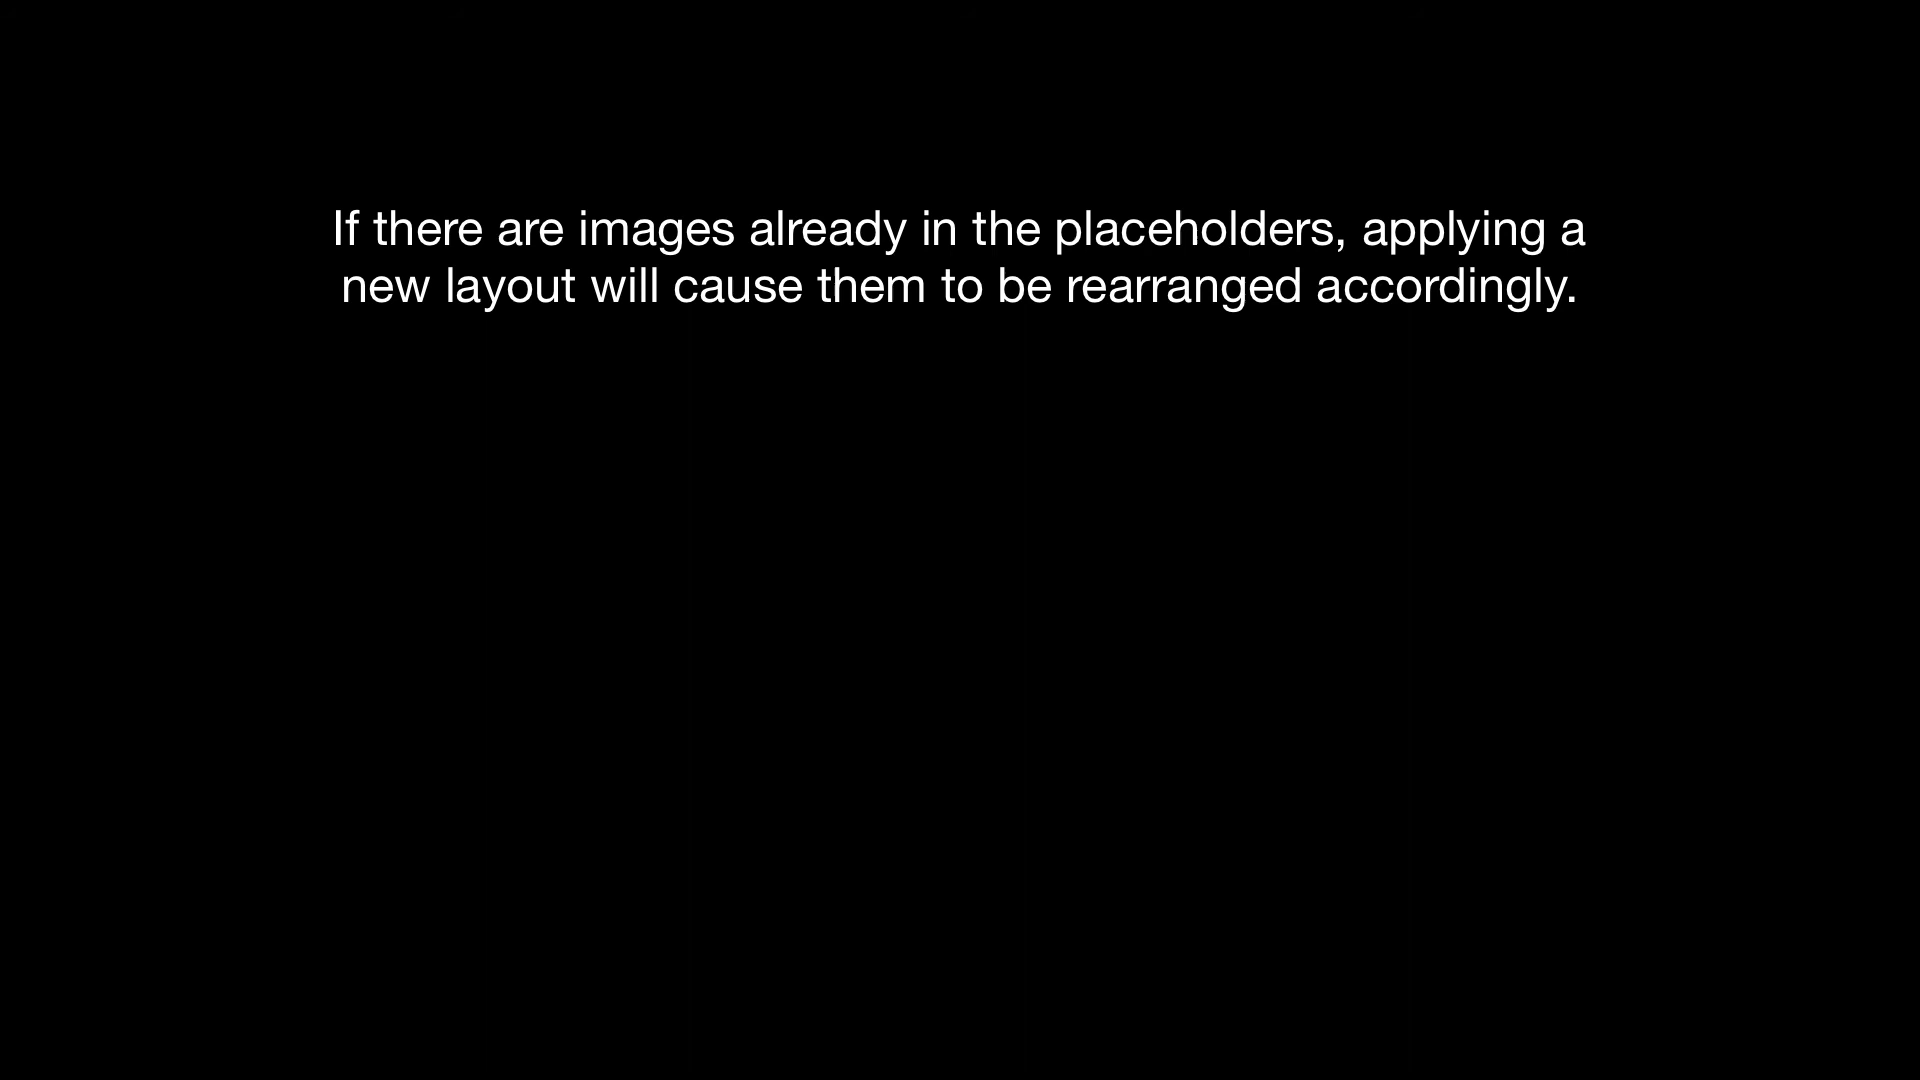 If there are images already in the placeholders, applying a
new layout will cause them to be rearranged accordingly.